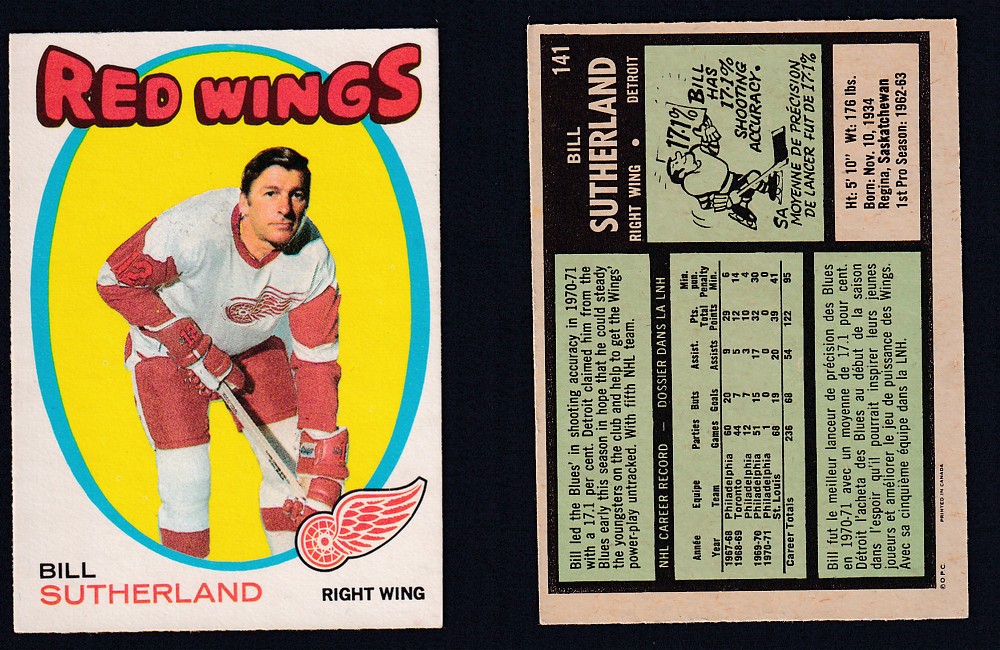 RED WINGS
BILL
SUTHERLAND
RIGHT WING
141
BILL
SUTHERLAND
RIGHT WING • DETROIT
17.1%
BILL
HAS
17.1%
SHOOTING
ACCURACY.
SA
MOYENNE DE PRÉCISION
DE LANCER FUT DE 17.1%
Ht: 5' 10" Wt: 176 lbs.
Born: Nov. 10, 1934
Regina, Saskatchewan
1st Pro Season: 1962-63
Bill led the Blues' in shooting accuracy in 1970-71
with a 17.1 per cent. Detroit claimed him from the
Blues early this season in hope that he could steady
the youngsters on the club and help to get the Wings'
power-play untracked. With fifth NHL team.
NHL CAREER RECORD — DOSSIER DANS LA LNH
Année Equipe Parties Buts Assist. Pts. Min. pun.
Year Team Games Goals Assists Total Points Penalty Min.
1967-68 Philadelphia 60 20 9 29 6
1968-69 Toronto 44 7 5 12 14
Philadelphia 12 7 3 10 4
1969-70 Philadelphia 51 15 17 32 30
1970-71 Philadelphia 1 0 0 0 0
St. Louis 68 19 20 39 41
Career Totals 236 68 54 122 95
Bill fut le meilleur lanceur de précision des Blues
en 1970-71 avec un moyenne de 17.1 pour cent.
Détroit l'acheta des Blues au début de la saison
dans l'espoir qu'il pourrait inspirer leurs jeunes
joueurs et améliorer le jeu de puissance des Wings.
Avec sa cinquième équipe dans la LNH.
© O.P.C. PRINTED IN CANADA